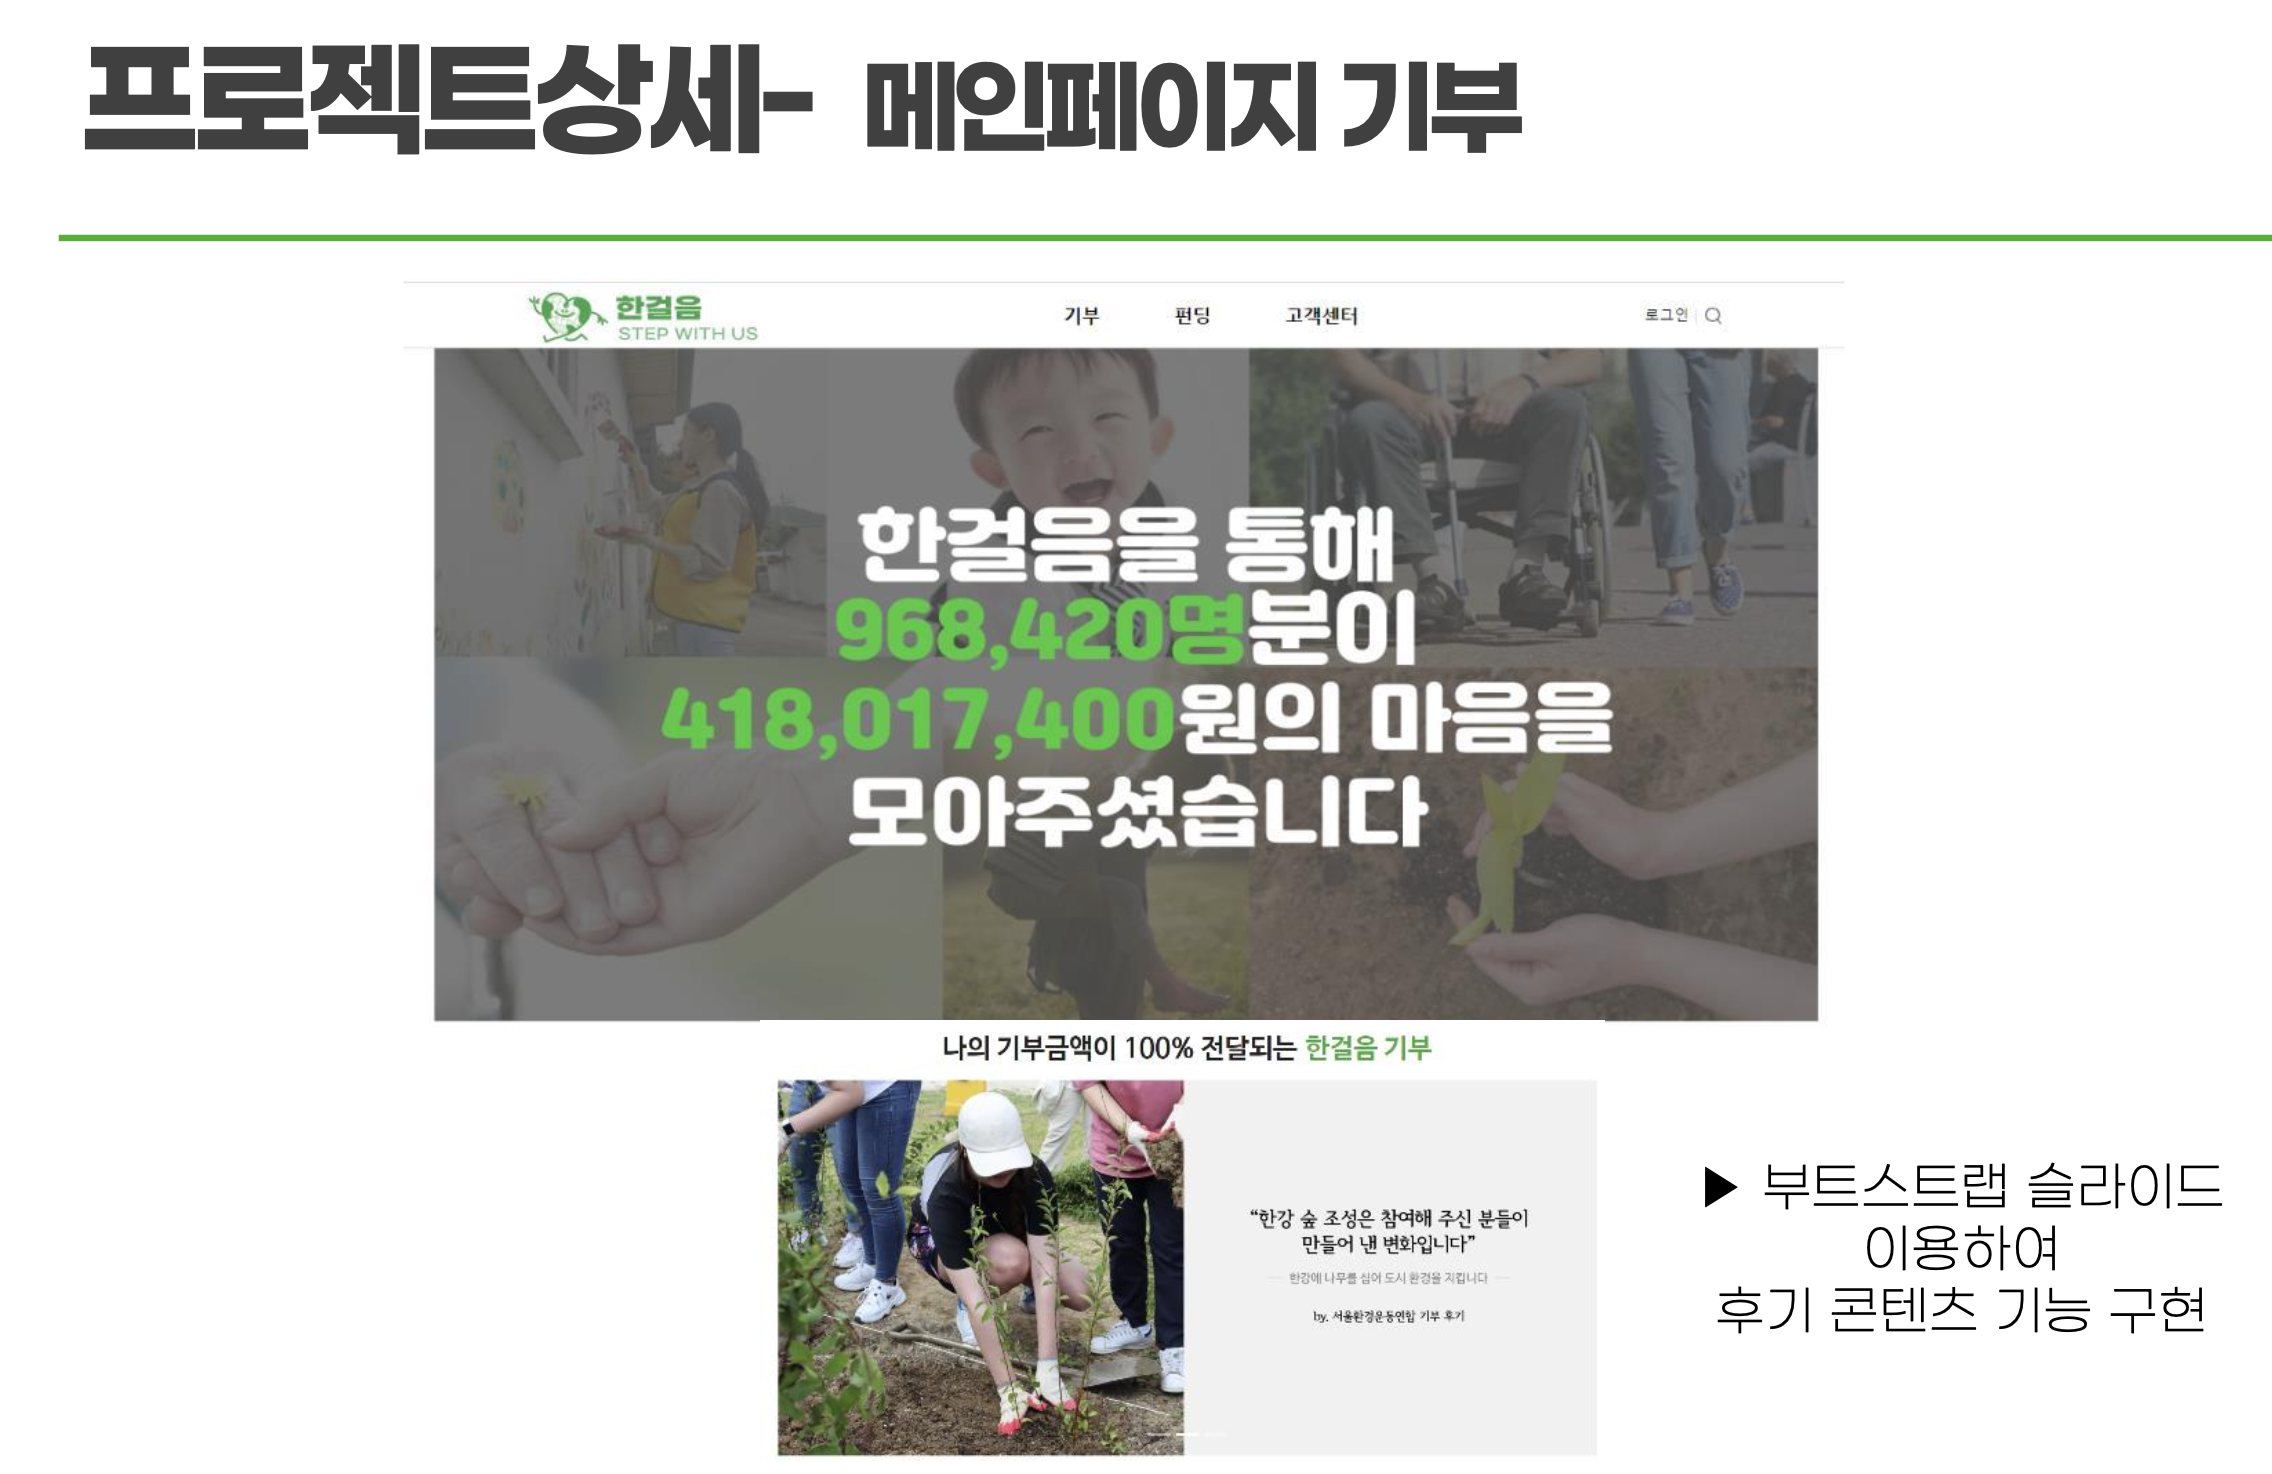 프로젝트상세- 메인페이지 기부
한걸음
STEP WITH US
기부 펀딩 고객센터 로그인
한걸음을 통해
968,420명분이
418,017,400원의 마음을
모아주셨습니다
나의 기부금액이 100% 전달되는 한걸음 기부
“한강 숲 조성은 참여해 주신 분들이
만들어 낸 변화입니다”
한강에 나무를 심어 도시 환경을 지킵니다
by. 서울환경운동연합 기부 후기
▶ 부트스트랩 슬라이드
이용하여
후기 콘텐츠 기능 구현